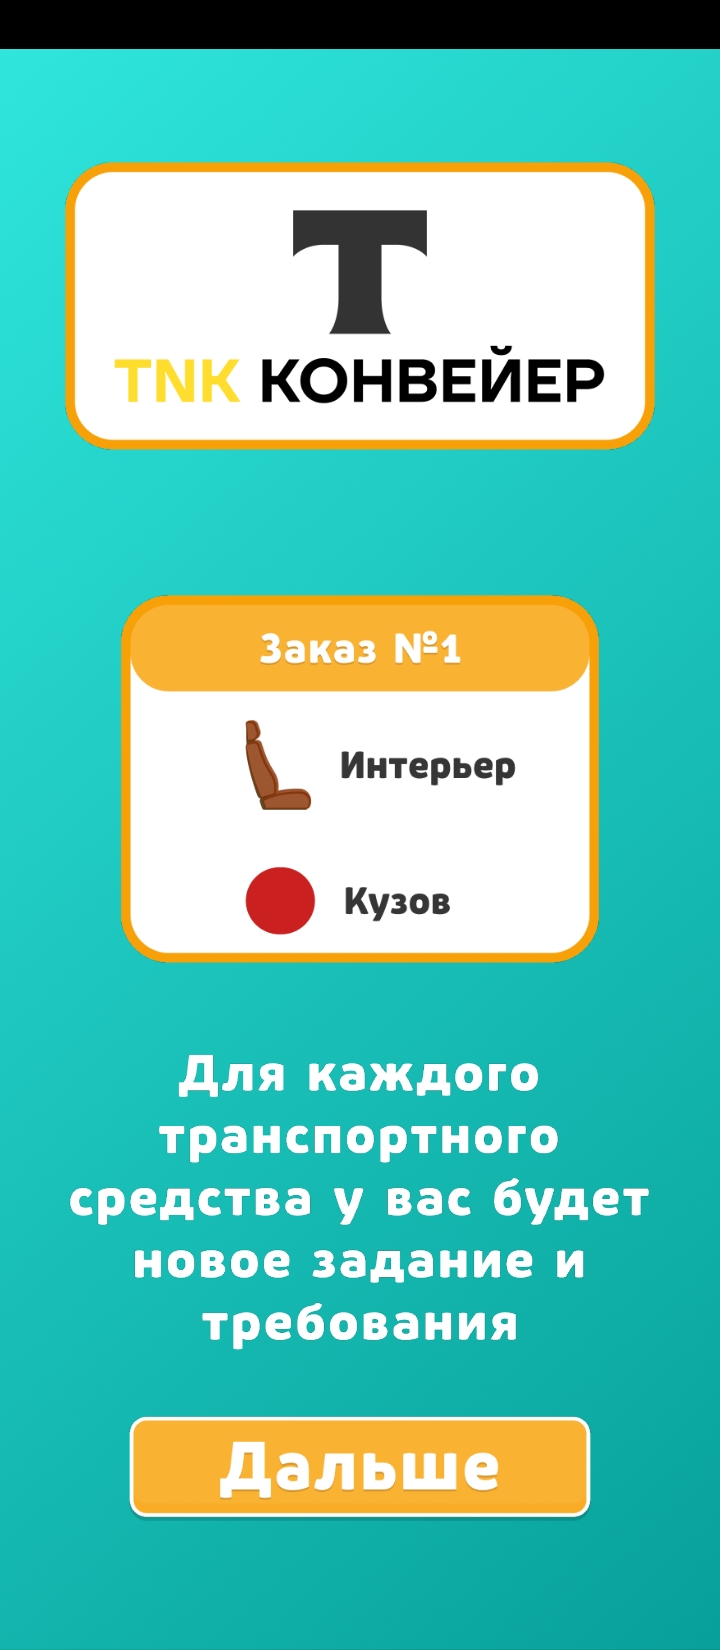 T
TNK КОНВЕЙЕР
Заказ №1
Интерьер
Кузов
Для каждого
транспортного
средства у вас будет
новое задание и
требования
Дальше